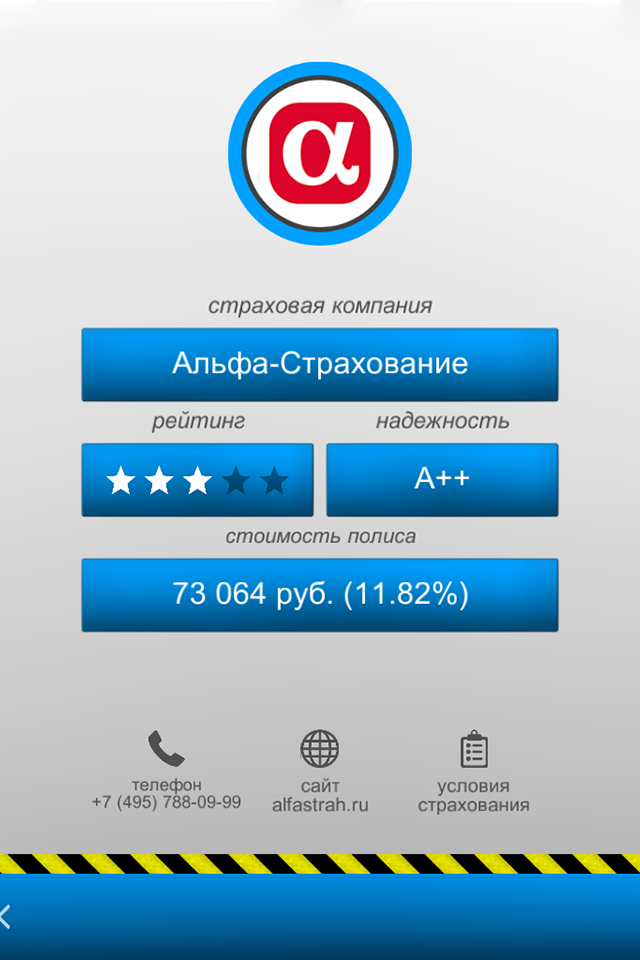 α
страховая компания
Альфа-Страхование
рейтинг надежность
A++
стоимость полиса
73 064 руб. (11.82%)
телефон
+7 (495) 788-09-99
сайт
alfastrah.ru
условия
страхования